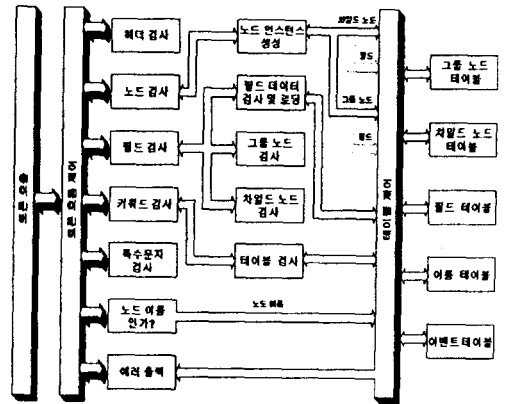 헤더 검사
노드 검사
필드 검사
키워드 검사
특수문자
검사
노드 이름
인가?
에러 출력
노드 인스턴스
생성
필드 데이터
검사 및 로딩
그룹 노드
검사
차일드 노드
검사
테이블 검사
차일드 노드
필드
그룹 노드
필드
노드 이름
토큰 추출
토큰 흐름 제어
테이블 제어
그룹 노드
테이블
차일드 노드
테이블
필드 테이블
이름 테이블
이벤트 테이블